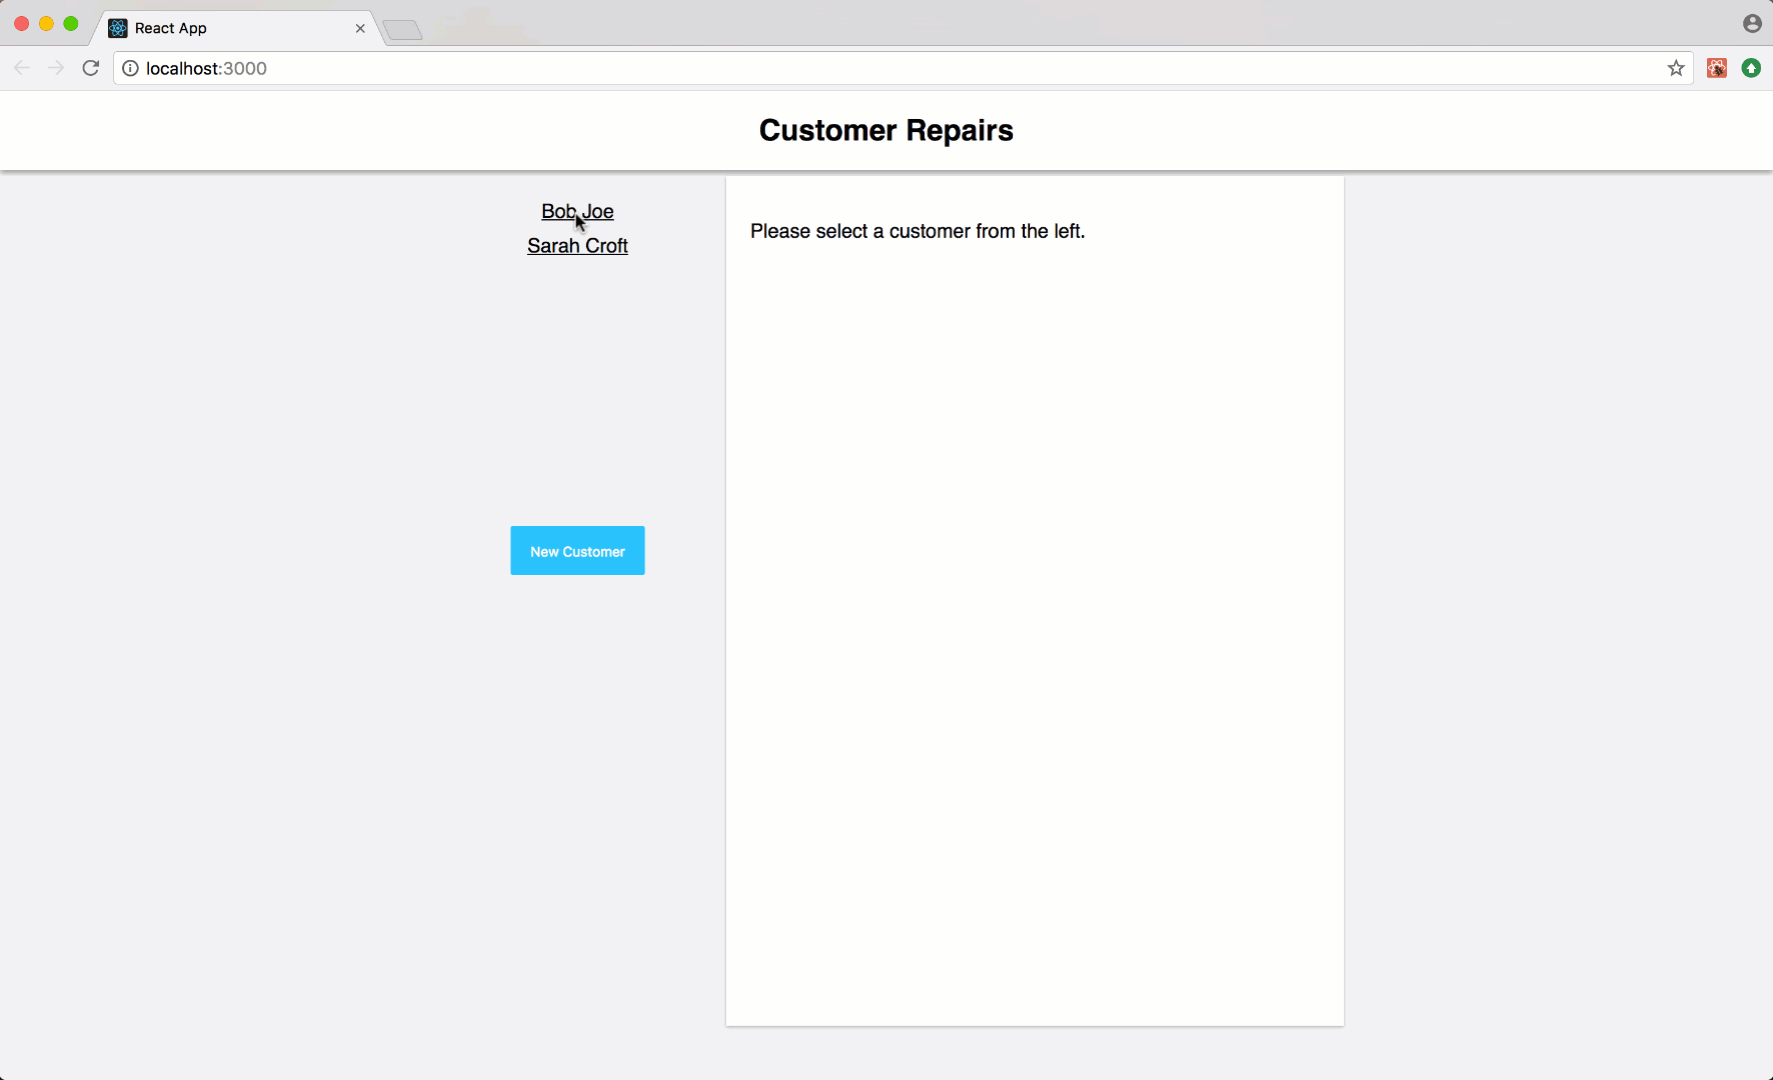 React App
localhost:3000
Customer Repairs
Bob Joe
Sarah Croft
New Customer
Please select a customer from the left.